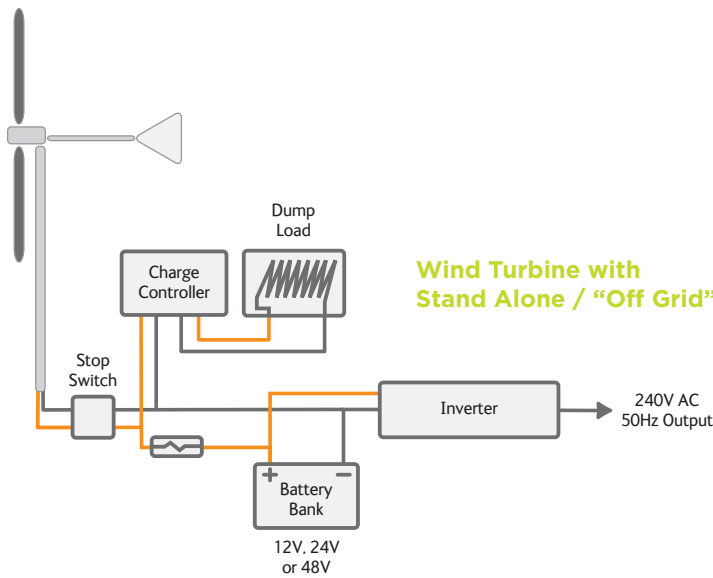 Dump
Load
Charge
Controller
Wind Turbine with
Stand Alone / “Off Grid”
Stop
Switch
Inverter
240V AC
50Hz Output
+
−
Battery
Bank
12V, 24V
or 48V